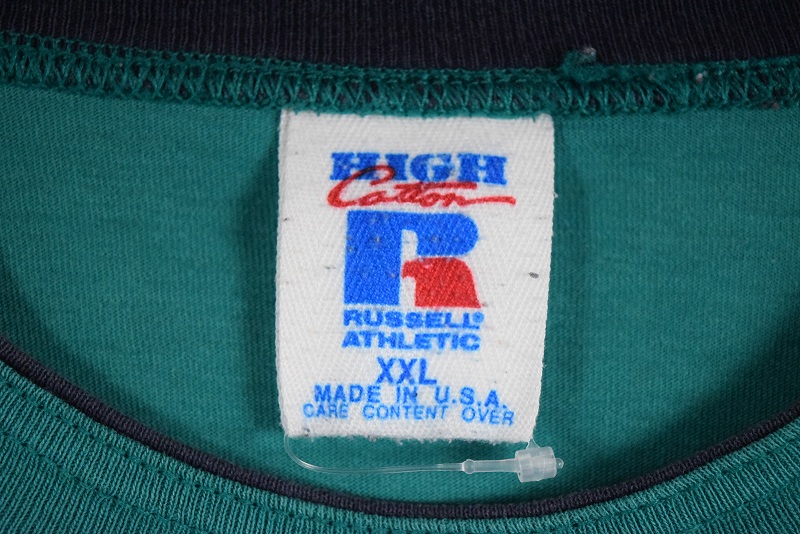 HIGH
Cotton
R
RUSSELL®
ATHLETIC
XXL
MADE IN U.S.A.
CARE CONTENT OVER